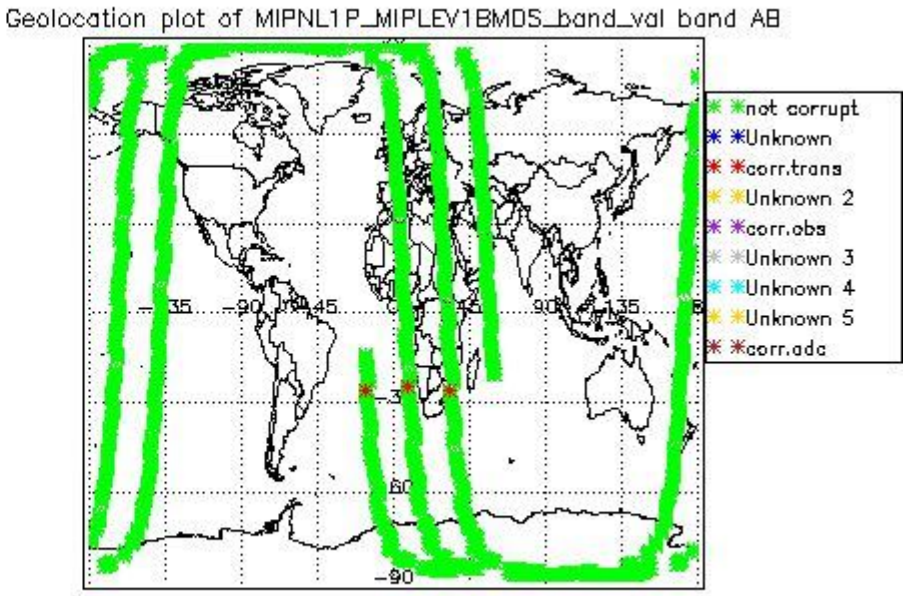 Geolocation plot of MIPNL1P_MIPLEV1BMDS_band_val band AB
* *not corrupt
* *Unknown
* *corr.trans
* *Unknown 2
* *corr.obs
* *Unknown 3
* *Unknown 4
* *Unknown 5
* *corr.adc
-135 -90 45 45 90 135
-3
-60
-90